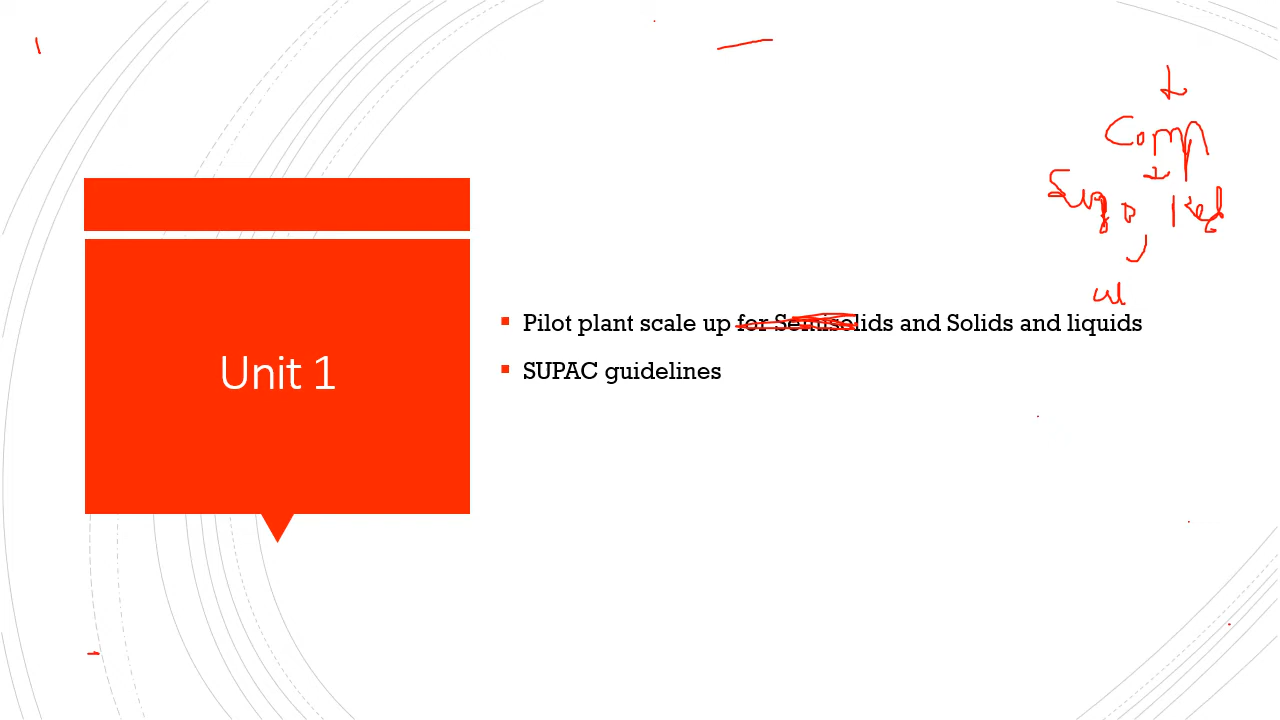 Comp
Unit 1
Pilot plant scale up for Semisolids and Solids and liquids
SUPAC guidelines